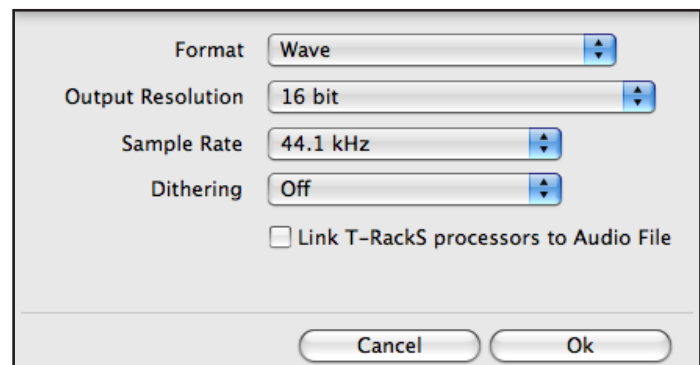 Format Wave
Output Resolution 16 bit
Sample Rate 44.1 kHz
Dithering Off
Link T-RackS processors to Audio File
Cancel Ok